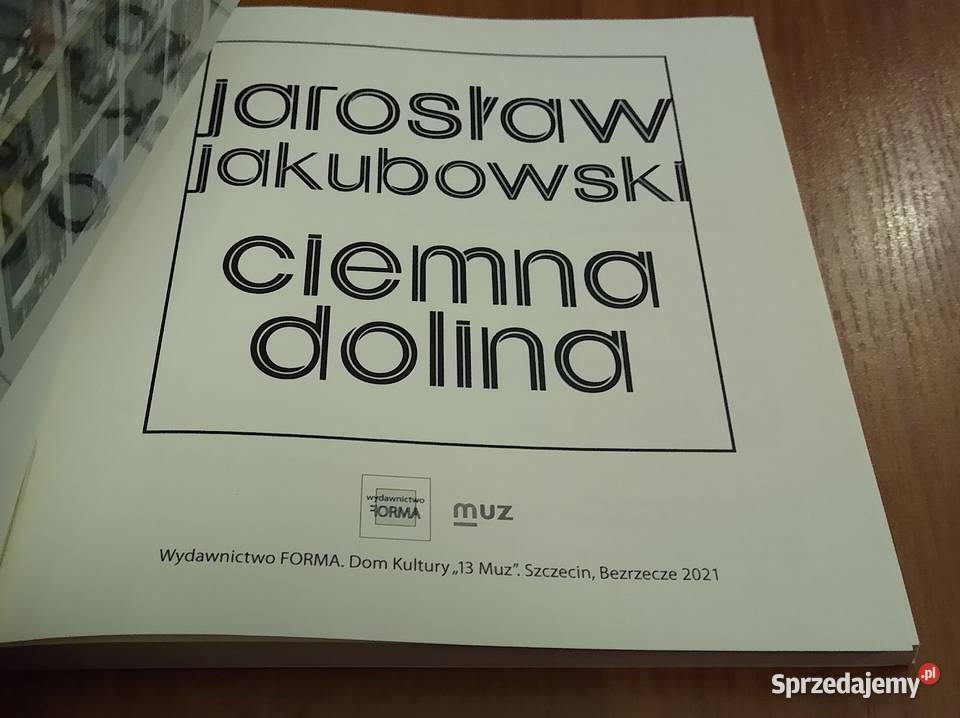 jarosław
jakubowski
ciemna
dolina
wydawnictwo
FORMA
muz
Wydawnictwo FORMA. Dom Kultury „13 Muz”. Szczecin, Bezrzecze 2021
Sprzedajemy.pl